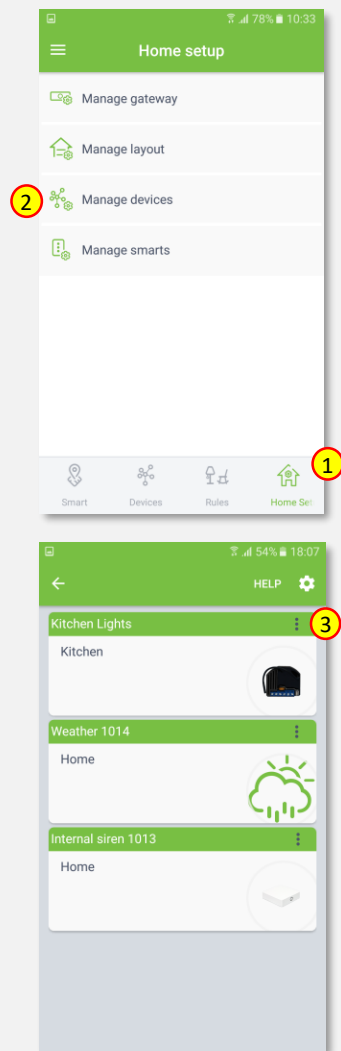 78% 10:33
Home setup
Manage gateway
Manage layout
2 Manage devices
Manage smarts
1
Smart Devices Rules Home Set
54% 18:07
HELP
Kitchen Lights 3
Kitchen
Weather 1014
Home
Internal siren 1013
Home